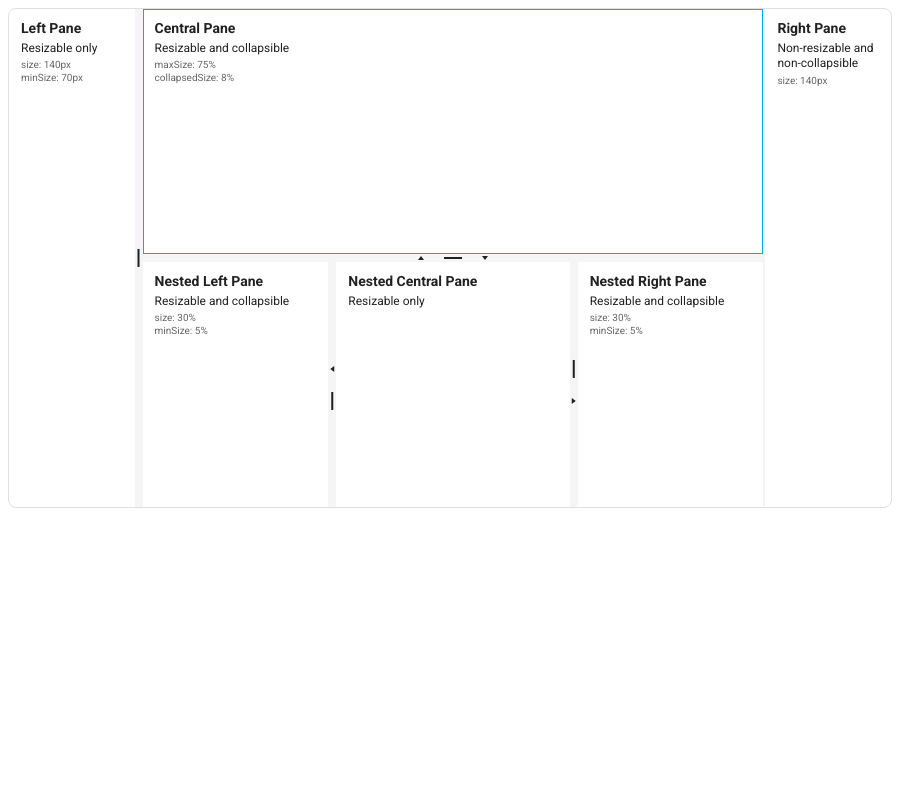 Left Pane
Resizable only
size: 140px
minSize: 70px
Central Pane
Resizable and collapsible
maxSize: 75%
collapsedSize: 8%
Right Pane
Non-resizable and
non-collapsible
size: 140px
Nested Left Pane
Resizable and collapsible
size: 30%
minSize: 5%
Nested Central Pane
Resizable only
Nested Right Pane
Resizable and collapsible
size: 30%
minSize: 5%